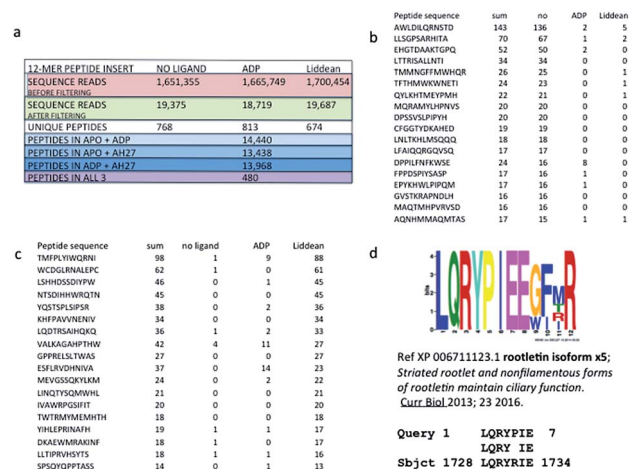 a
12-MER PEPTIDE INSERT NO LIGAND ADP Liddean
SEQUENCE READS 1,651,355 1,665,749 1,700,454
BEFORE FILTERING
SEQUENCE READS 19,375 18,719 19,687
AFTER FILTERING
UNIQUE PEPTIDES 768 813 674
PEPTIDES IN APO + ADP 14,440
PEPTIDES IN APO + AH27 13,438
PEPTIDES IN ADP + AH27 13,968
PEPTIDES IN ALL 3 480
b
Peptide sequence sum no ADP Liddean
AWLDILQRNSTD 143 136 2 5
LLSGPSARHITA 70 67 1 2
EHGTDAAKTGPQ 52 50 2 0
LTTRISALLNTI 34 34 0 0
TMMNGFFMWHQR 26 25 0 1
TFTHMWKWNETI 24 23 0 1
QYLKHTMEYPMH 22 21 0 1
MQRAMYLHPNVS 20 20 0 0
DPSSVSLPIPYH 20 20 0 0
CFGGTYDKAHED 19 19 0 0
LNLTKHLMSQQQ 18 18 0 0
LFAIQQRGQVSQ 17 17 0 0
DPPILFNFKWSE 24 16 8 0
FPPDSPIYSASP 17 16 1 0
EPYKHWLPIPQM 17 16 1 0
GVSTKRAPNDLH 16 16 0 0
MAQTMHPVRVSD 16 16 0 0
AQNHMMAQMTAS 17 15 1 1
c
Peptide sequence sum no ligand ADP Liddean
TMFPLYIWQRNI 98 1 9 88
WCDGLRNALEPC 62 1 0 61
LSHHDSSDIYPW 46 0 1 45
NTSDIHHWRQTN 45 0 0 45
YQSTSPLSIPSR 38 0 2 36
KHFPAVVNENIV 34 0 0 34
LQDTRSAIHQKQ 36 1 2 33
VALKAGAHPTHW 42 4 11 27
GPPRELSLTWAS 27 0 0 27
ESFLRVDHNIVA 37 0 14 23
MEVGSSQKYLKM 24 0 2 22
LINQTYSQMWHL 21 0 0 21
IVAWRPGSIFIT 20 0 0 20
TWTRMYMEMHTH 18 0 0 18
YIHLEPRINAFH 19 1 1 17
DKAEWMRAKINF 18 1 0 17
LLTIPRVHSYTS 18 1 1 16
SPSQYQPPTASS 14 0 1 13
d
bits
LQRYPIEEGFMR
WIIR
Ref XP 006711123.1 rootletin isoform x5;
Striated rootlet and nonfilamentous forms
of rootletin maintain ciliary function.
Curr Biol 2013; 23 2016.
Query 1 LQRYPIE 7
LQRY IE
Sbjct 1728 LQRYRIE 1734